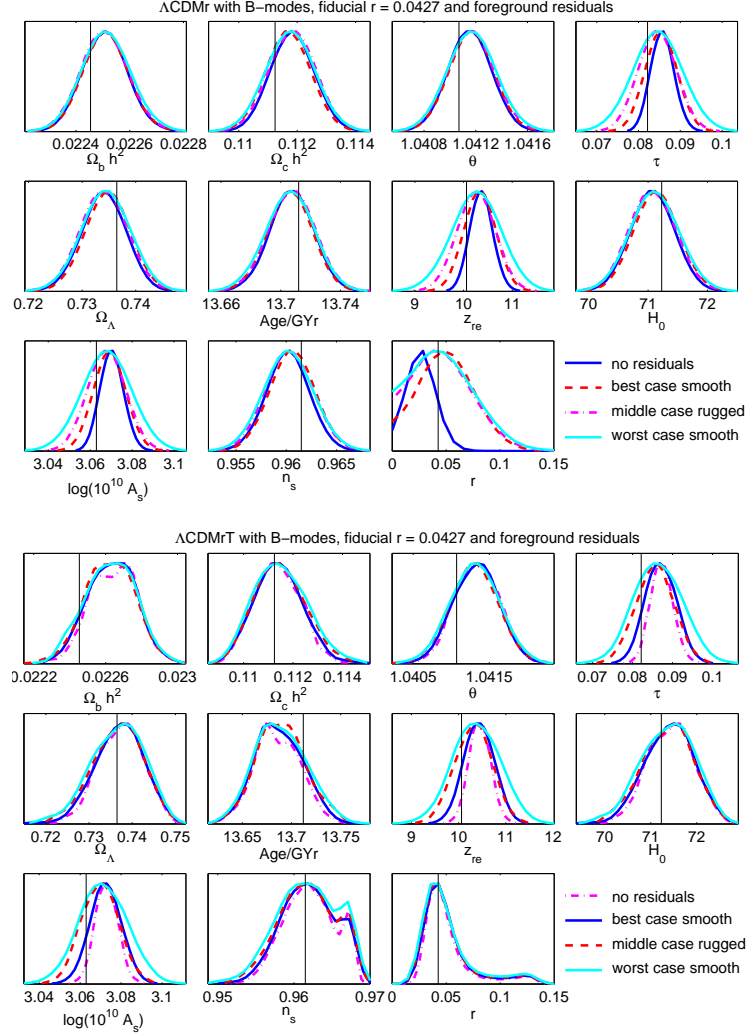 ΛCDMr with B-modes, fiducial r = 0.0427 and foreground residuals
0.0224 0.0226 0.0228
Ω_b h²
0.11 0.112 0.114
Ω_c h²
1.0408 1.0412 1.0416
θ
0.07 0.08 0.09 0.1
τ
0.72 0.73 0.74
Ω_Λ
13.66 13.7 13.74
Age/GYr
9 10 11
z_re
70 71 72
H_0
3.04 3.06 3.08 3.1
log(10¹⁰ A_s)
0.955 0.96 0.965
n_s
0 0.05 0.1 0.15
r
no residuals
best case smooth
middle case rugged
worst case smooth
ΛCDMrT with B-modes, fiducial r = 0.0427 and foreground residuals
0.0222 0.0226 0.023
Ω_b h²
0.11 0.112 0.114
Ω_c h²
1.0405 1.0415
θ
0.07 0.08 0.09 0.1
τ
0.72 0.73 0.74 0.75
Ω_Λ
13.65 13.7 13.75
Age/GYr
9 10 11 12
z_re
70 71 72
H_0
3.04 3.06 3.08 3.1
log(10¹⁰ A_s)
0.95 0.96 0.97
n_s
0 0.05 0.1 0.15
r
no residuals
best case smooth
middle case rugged
worst case smooth